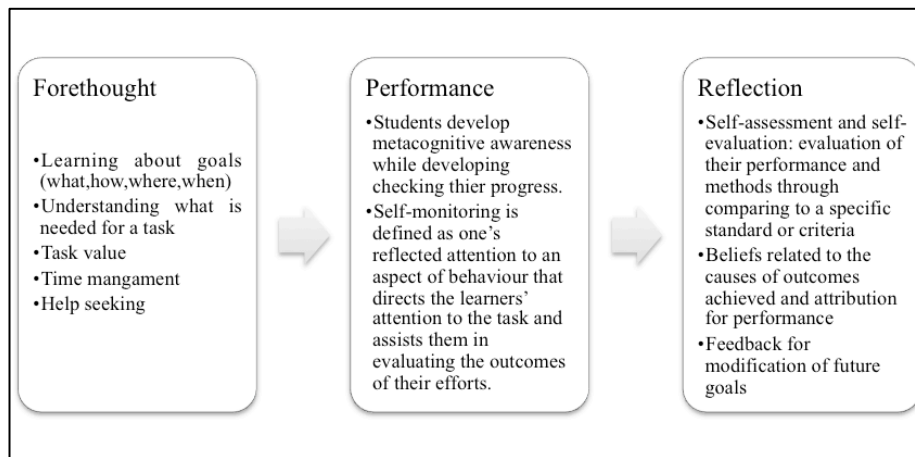 Forethought
•Learning about goals
(what,how,where,when)
•Understanding what is
needed for a task
•Task value
•Time mangament
•Help seeking
Performance
•Students develop
metacognitive awareness
while developing
checking thier progress.
•Self-monitoring is
defined as one's
reflected attention to an
aspect of behaviour that
directs the learners'
attention to the task and
assists them in
evaluating the outcomes
of their efforts.
Reflection
•Self-assessment and self-
evaluation: evaluation of
their performance and
methods through
comparing to a specific
standard or criteria
•Beliefs related to the
causes of outcomes
achieved and attribution
for performance
•Feedback for
modification of future
goals